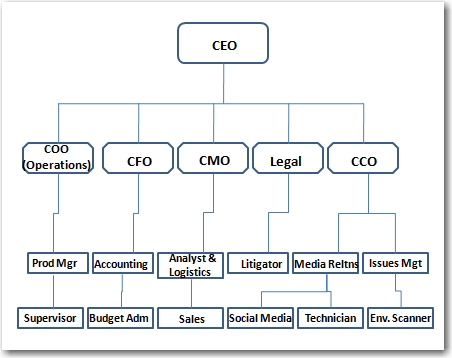 CEO
COO
(Operations)
CFO
CMO
Legal
CCO
Prod Mgr
Accounting
Analyst &
Logistics
Litigator
Media Reltns
Issues Mgt
Supervisor
Budget Adm
Sales
Social Media
Technician
Env. Scanner